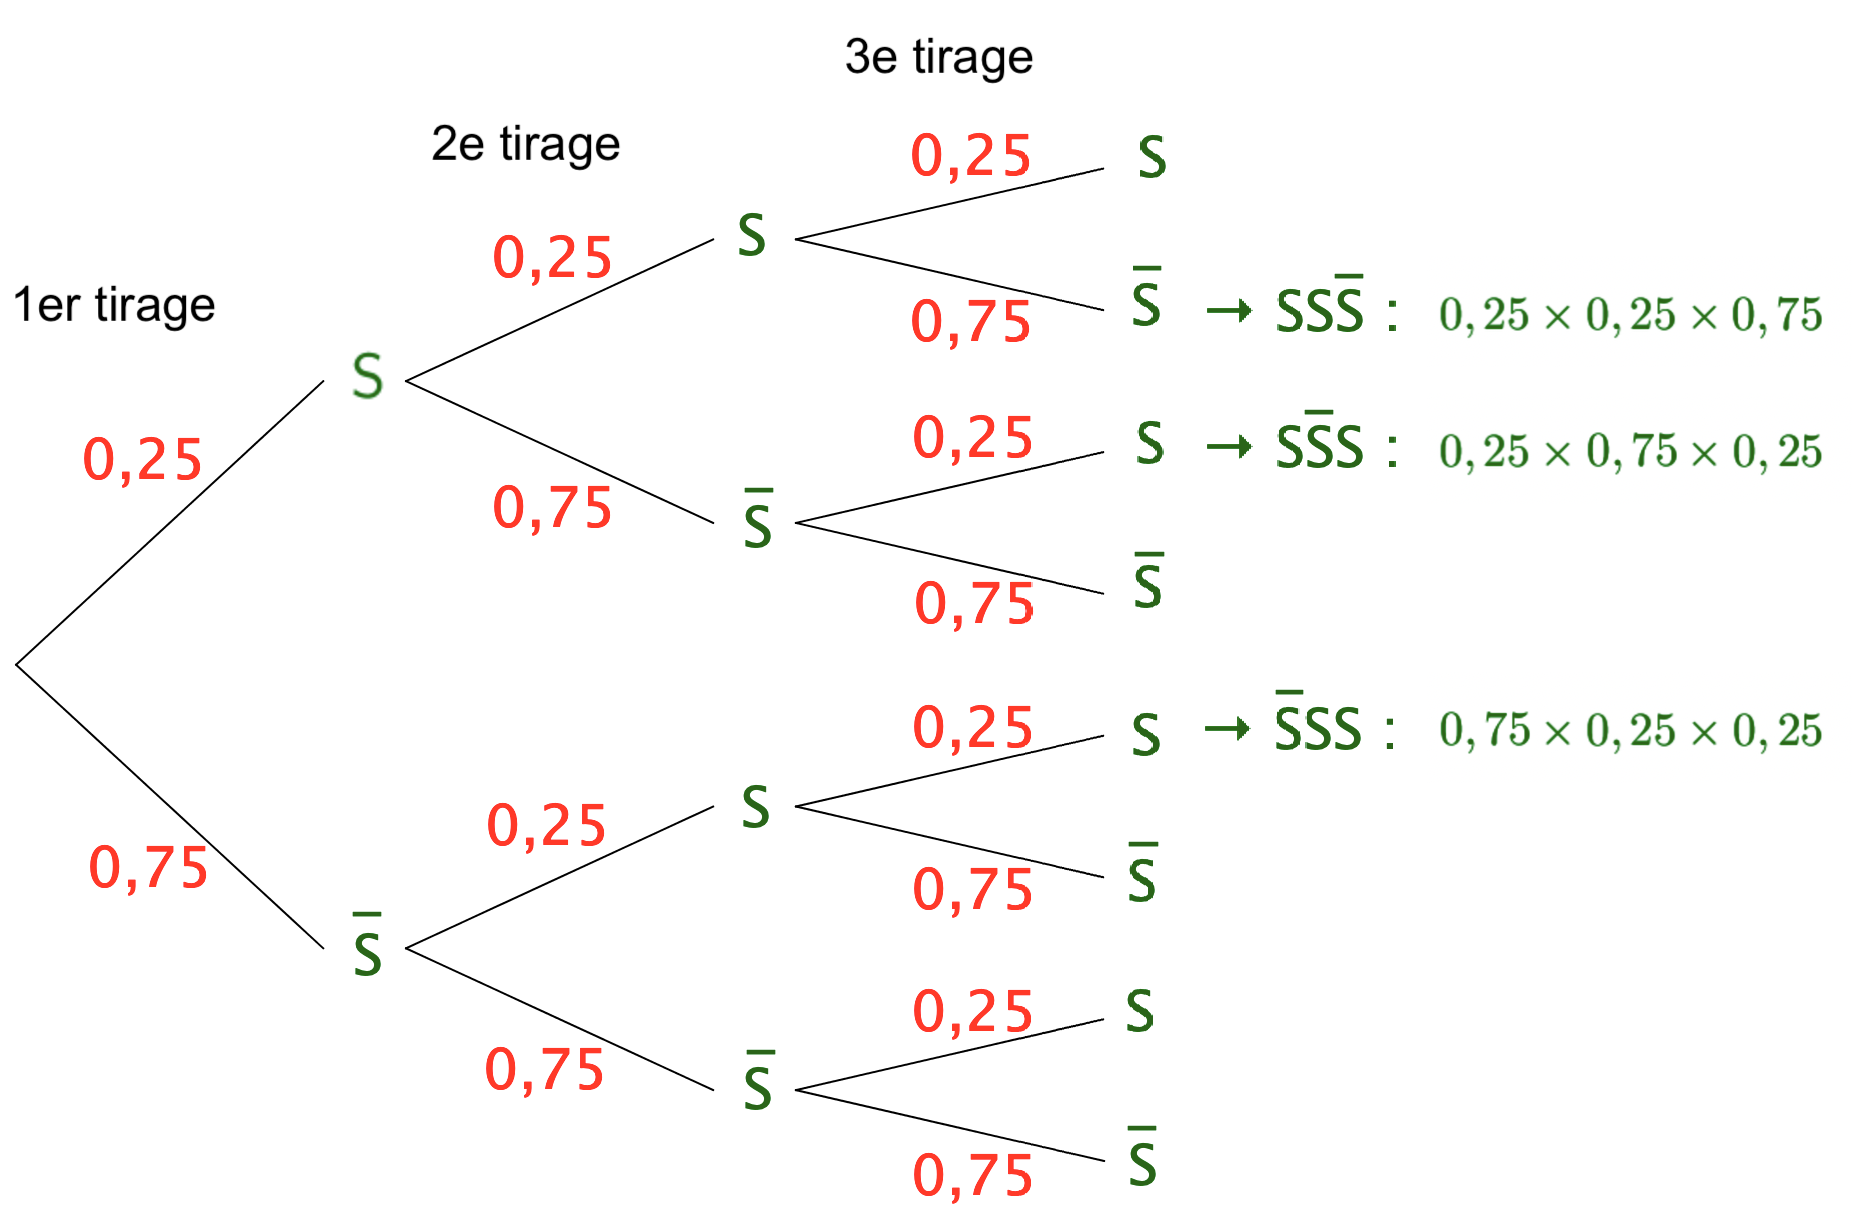 3e tirage
2e tirage
1er tirage
0,25 S
0,25 S
0,75 S̅ → SSS̅ : 0,25 × 0,25 × 0,75
S
0,25
0,25 S → SS̅S : 0,25 × 0,75 × 0,25
0,75 S̅
0,75 S̅
0,25 S → S̅SS : 0,75 × 0,25 × 0,25
0,25 S
0,75 S̅
0,75
S̅
0,25 S
0,75 S̅
0,75 S̅